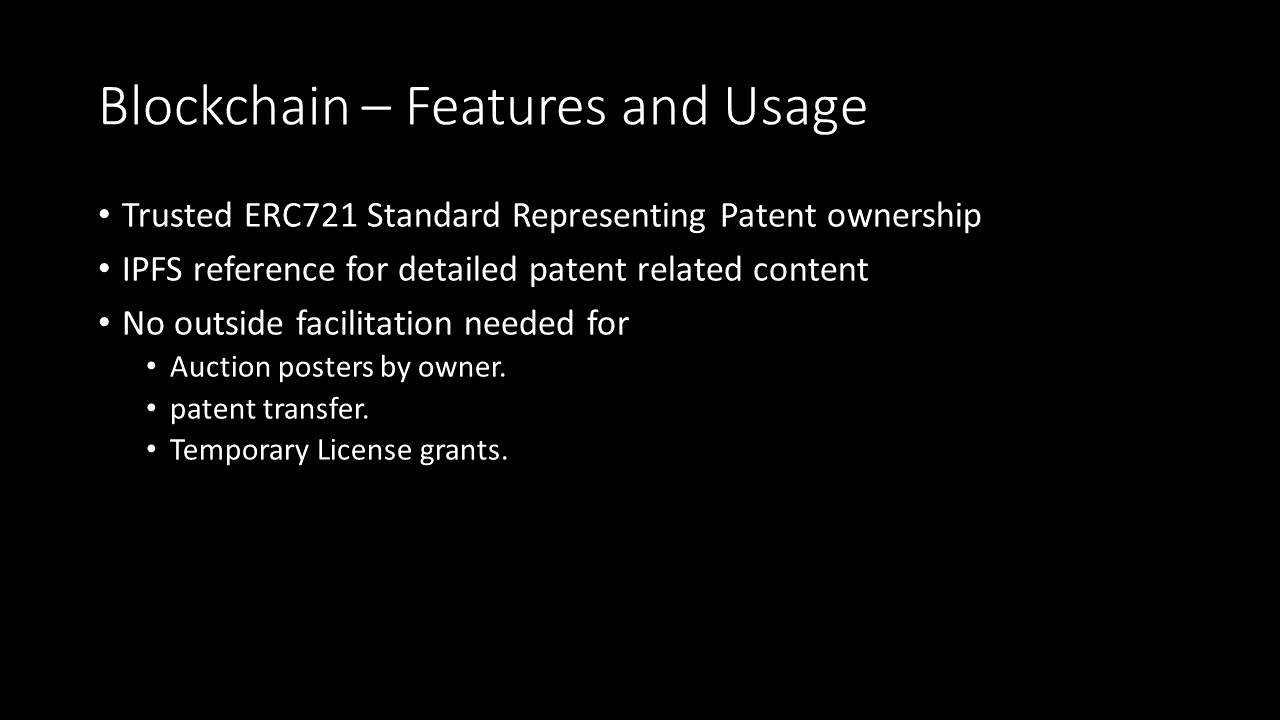 Blockchain – Features and Usage
• Trusted ERC721 Standard Representing Patent ownership
• IPFS reference for detailed patent related content
• No outside facilitation needed for
• Auction posters by owner.
• patent transfer.
• Temporary License grants.